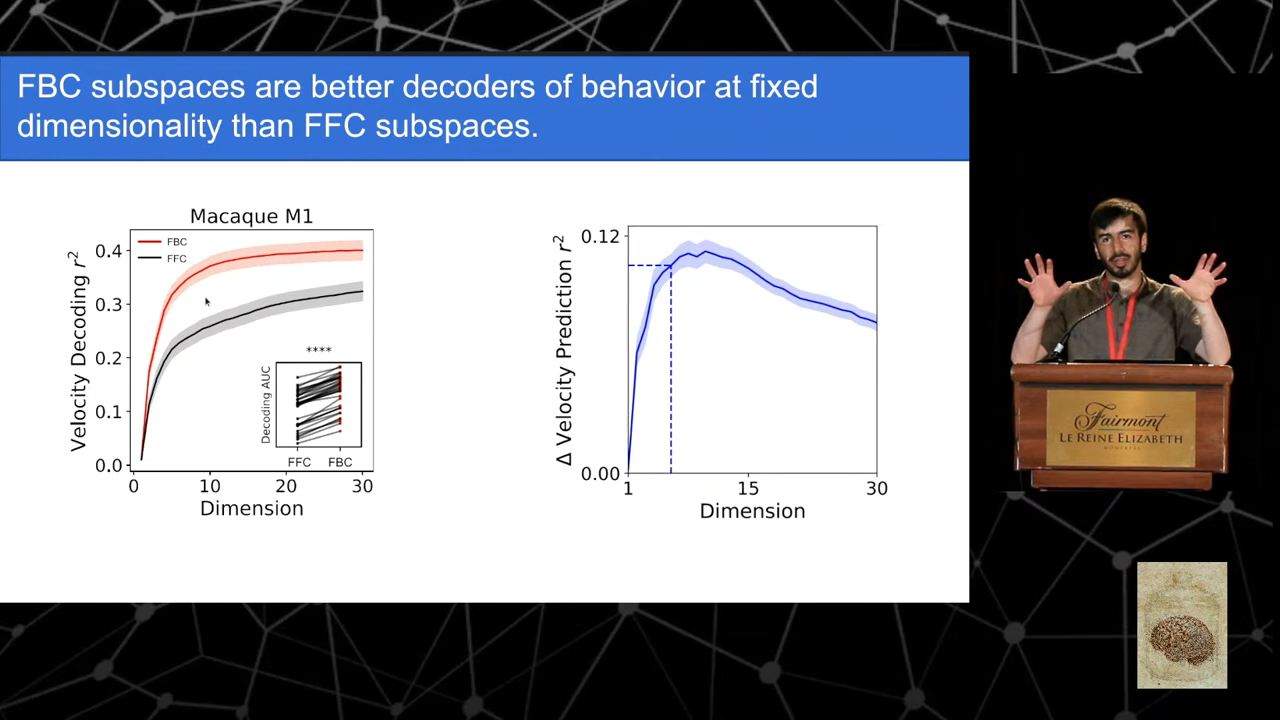 FBC subspaces are better decoders of behavior at fixed
dimensionality than FFC subspaces.
Macaque M1
Velocity Decoding r²
0.4
0.3
0.2
0.1
0.0
FBC
FFC
****
Decoding AUC
FFC FBC
0 10 20 30
Dimension
Δ Velocity Prediction r²
0.12
0.00
1 15 30
Dimension
Fairmont
LE REINE ELIZABETH
MONTRÉAL